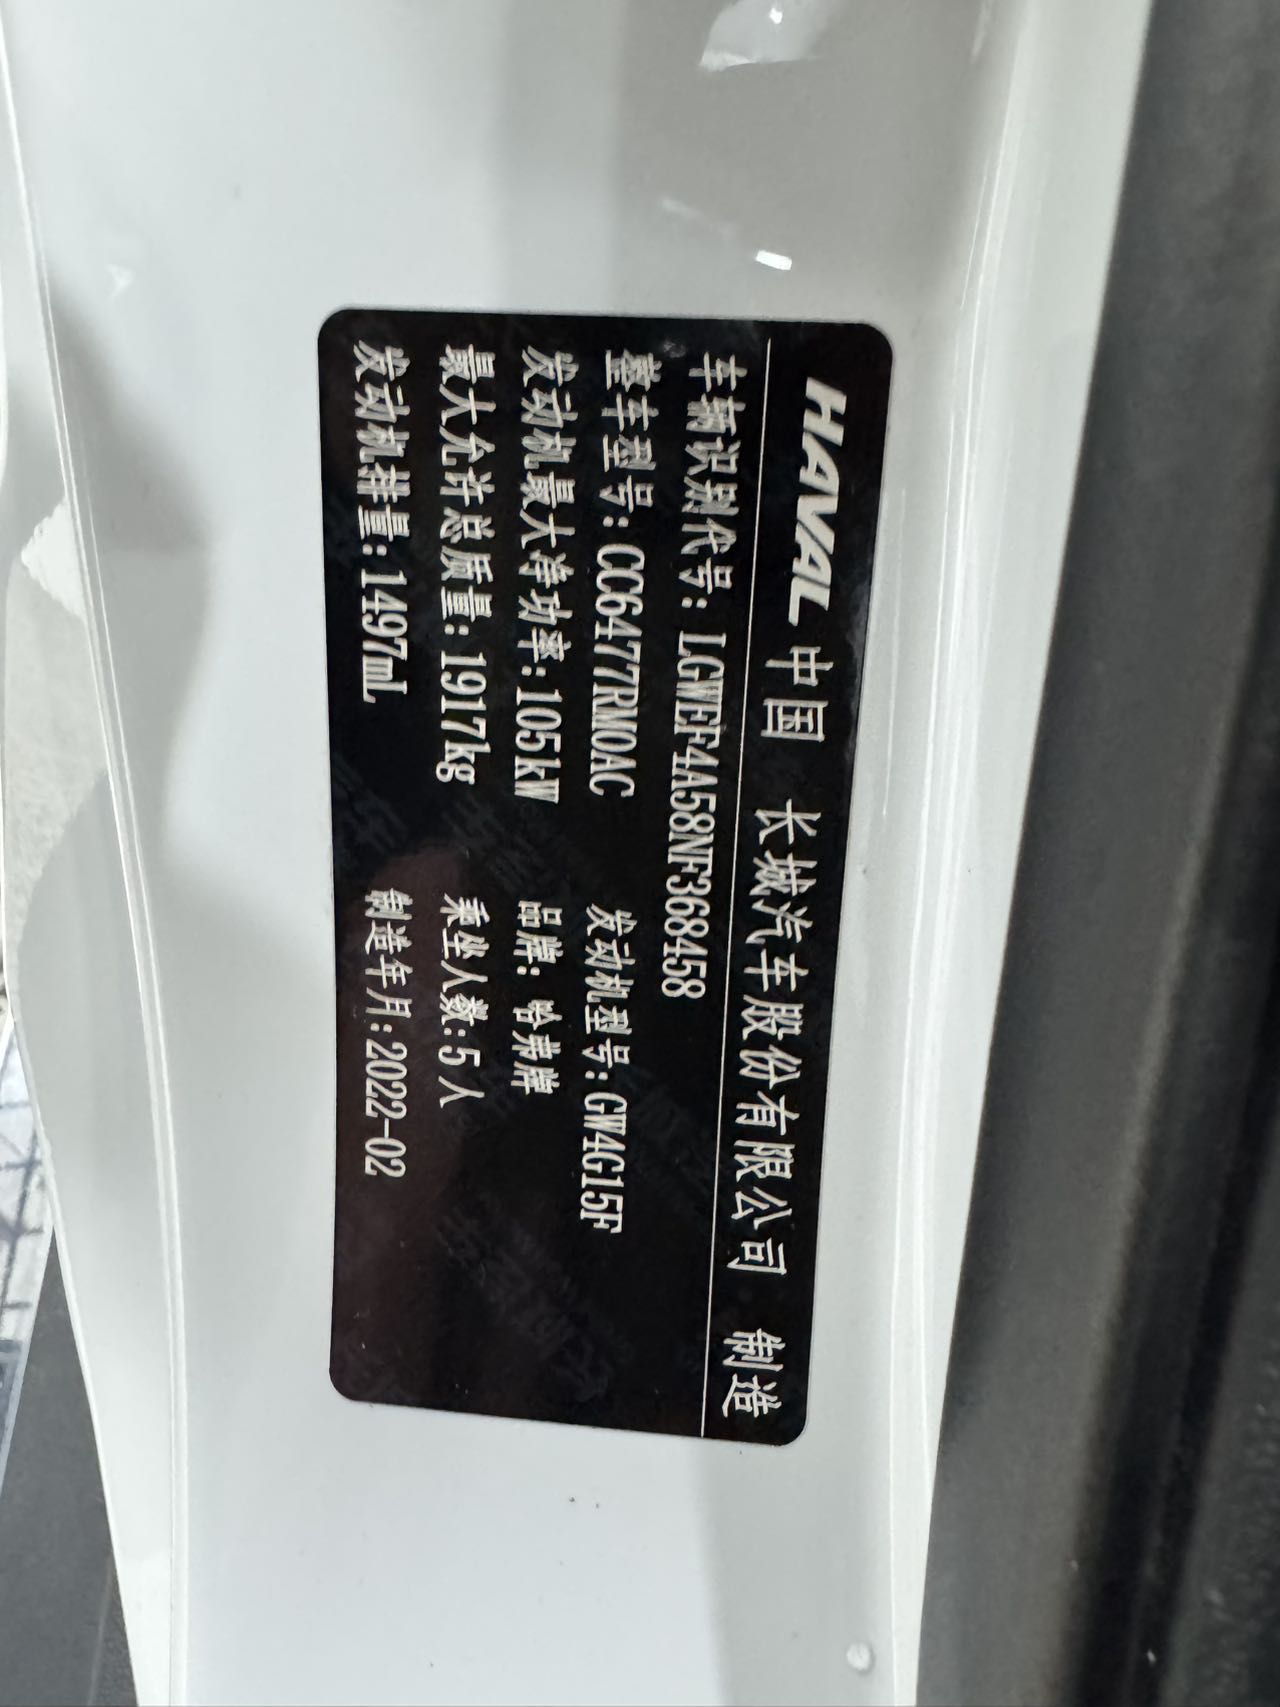 HAVAL 中国 长城汽车股份有限公司 制造
车辆识别代号:LGWEF4A58NF368458
整车型号:CC6477RM0AC 发动机型号:GW4G15F
发动机最大净功率:105kW 品牌:哈弗牌
最大允许总质量:1917kg 乘坐人数:5人
发动机排量:1497mL 制造年月:2022-02